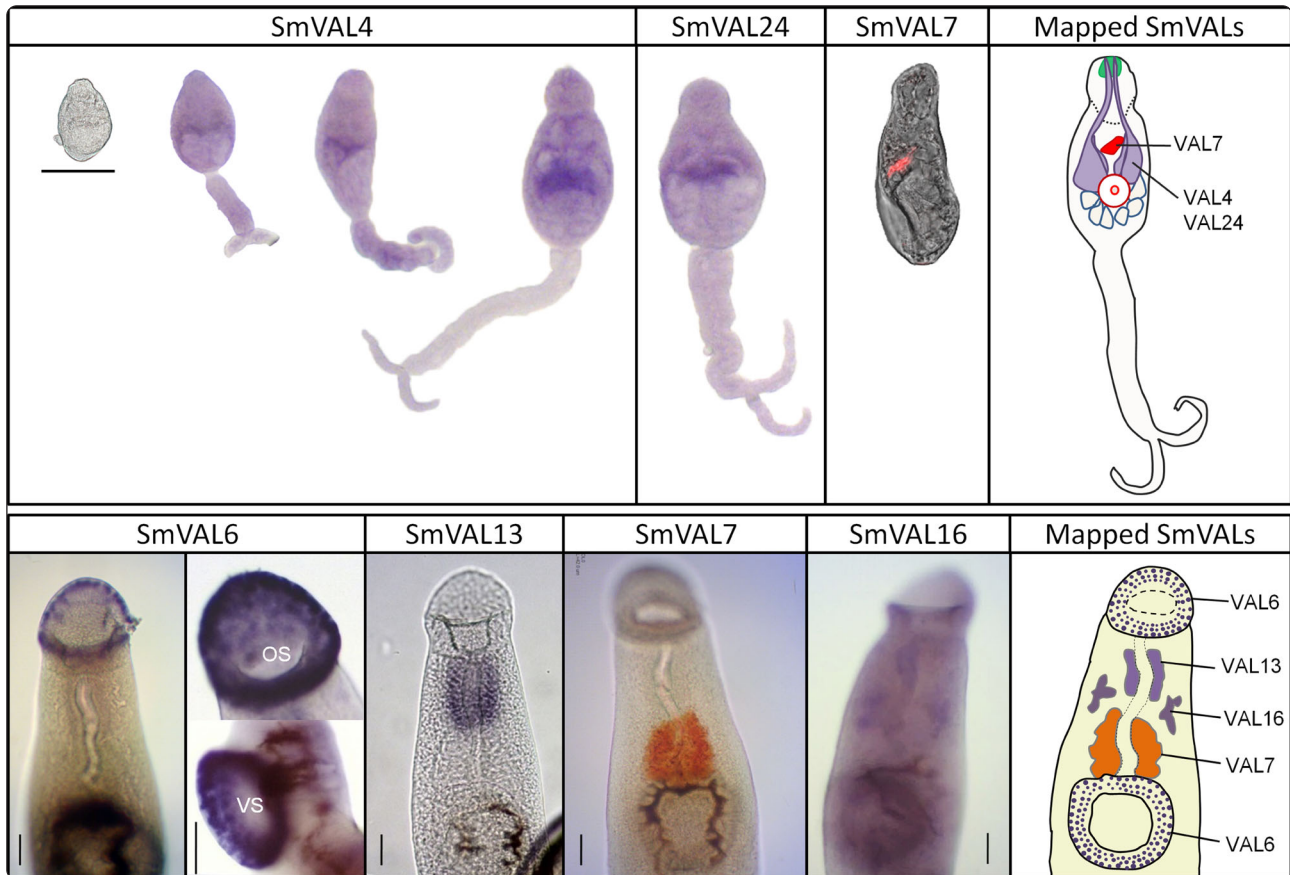 SmVAL4
SmVAL24
SmVAL7
Mapped SmVALs
VAL7
VAL4
VAL24
SmVAL6
SmVAL13
SmVAL7
SmVAL16
Mapped SmVALs
OS
VS
VAL6
VAL13
VAL16
VAL7
VAL6